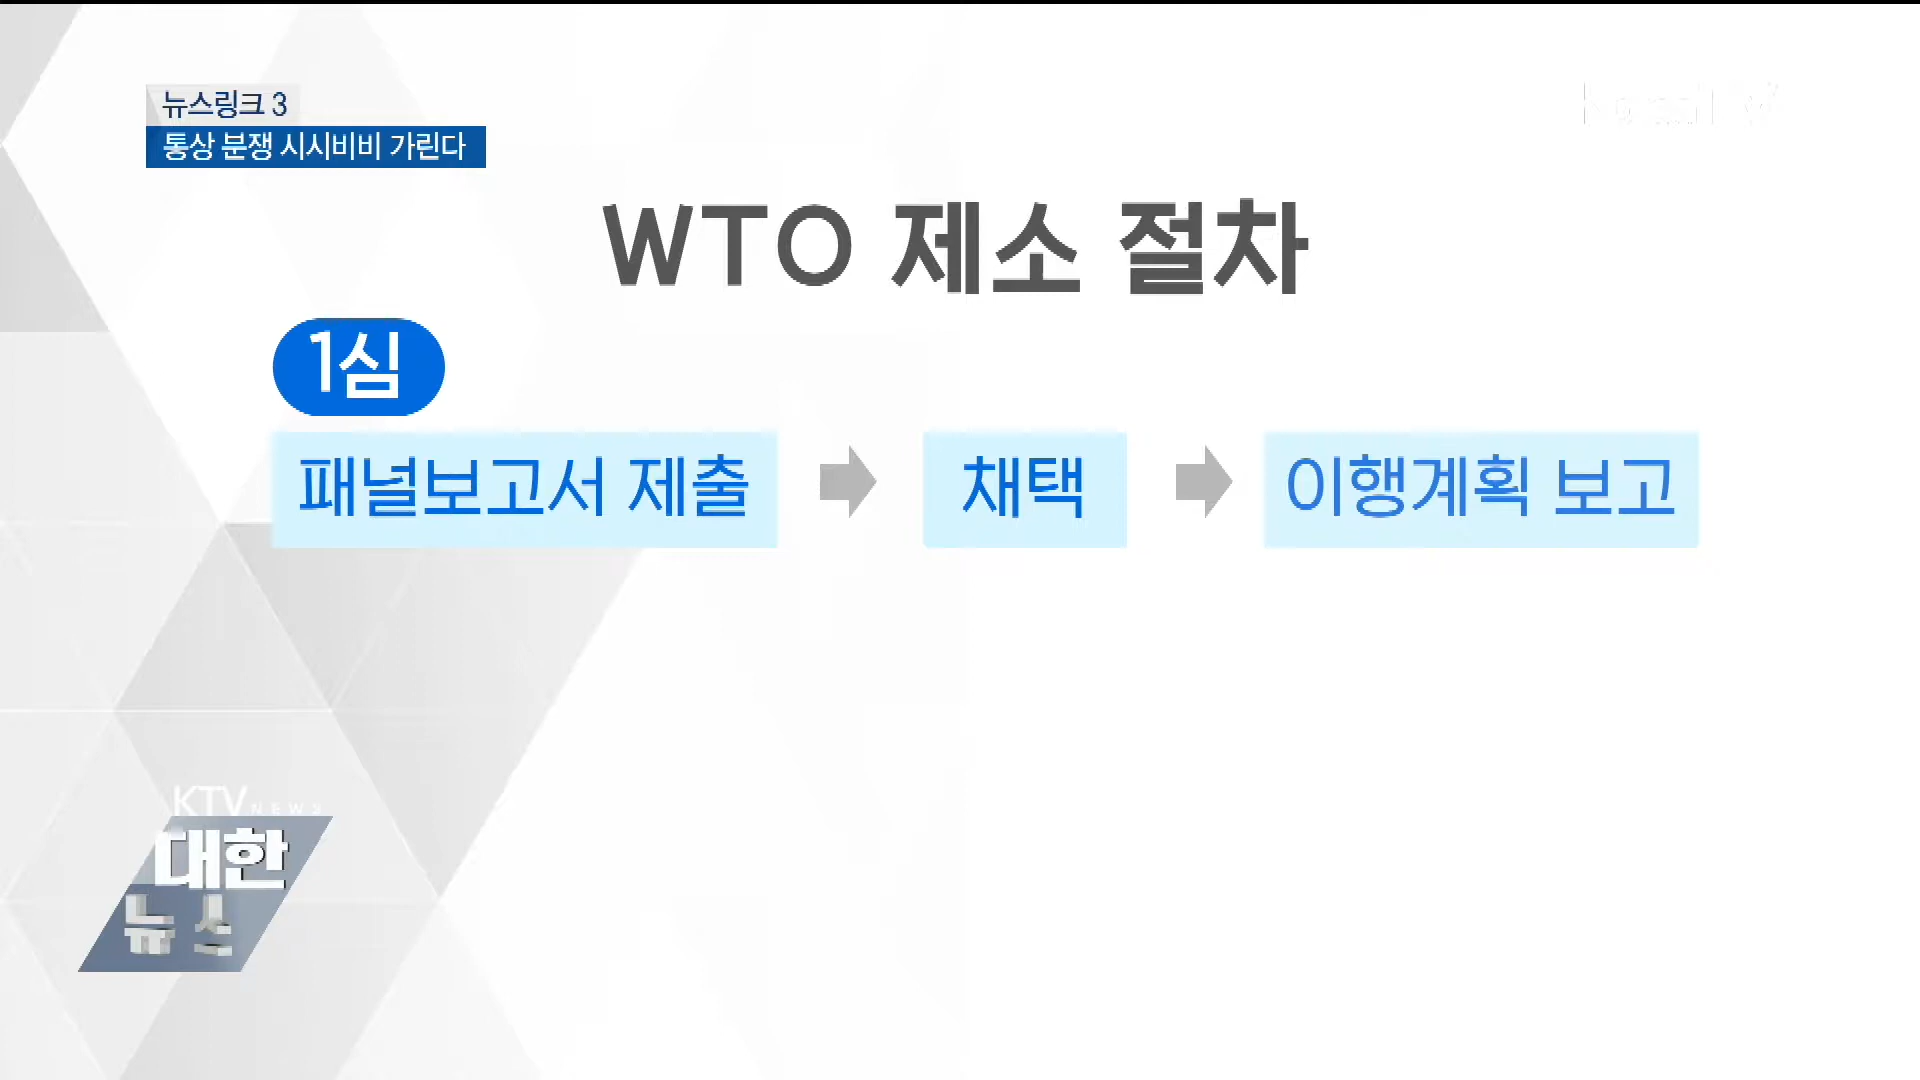 뉴스링크 3
통상 분쟁 시시비비 가린다
WTO 제소 절차
1심
패널보고서 제출
채택
이행계획 보고
KTV NEWS
대한
뉴스